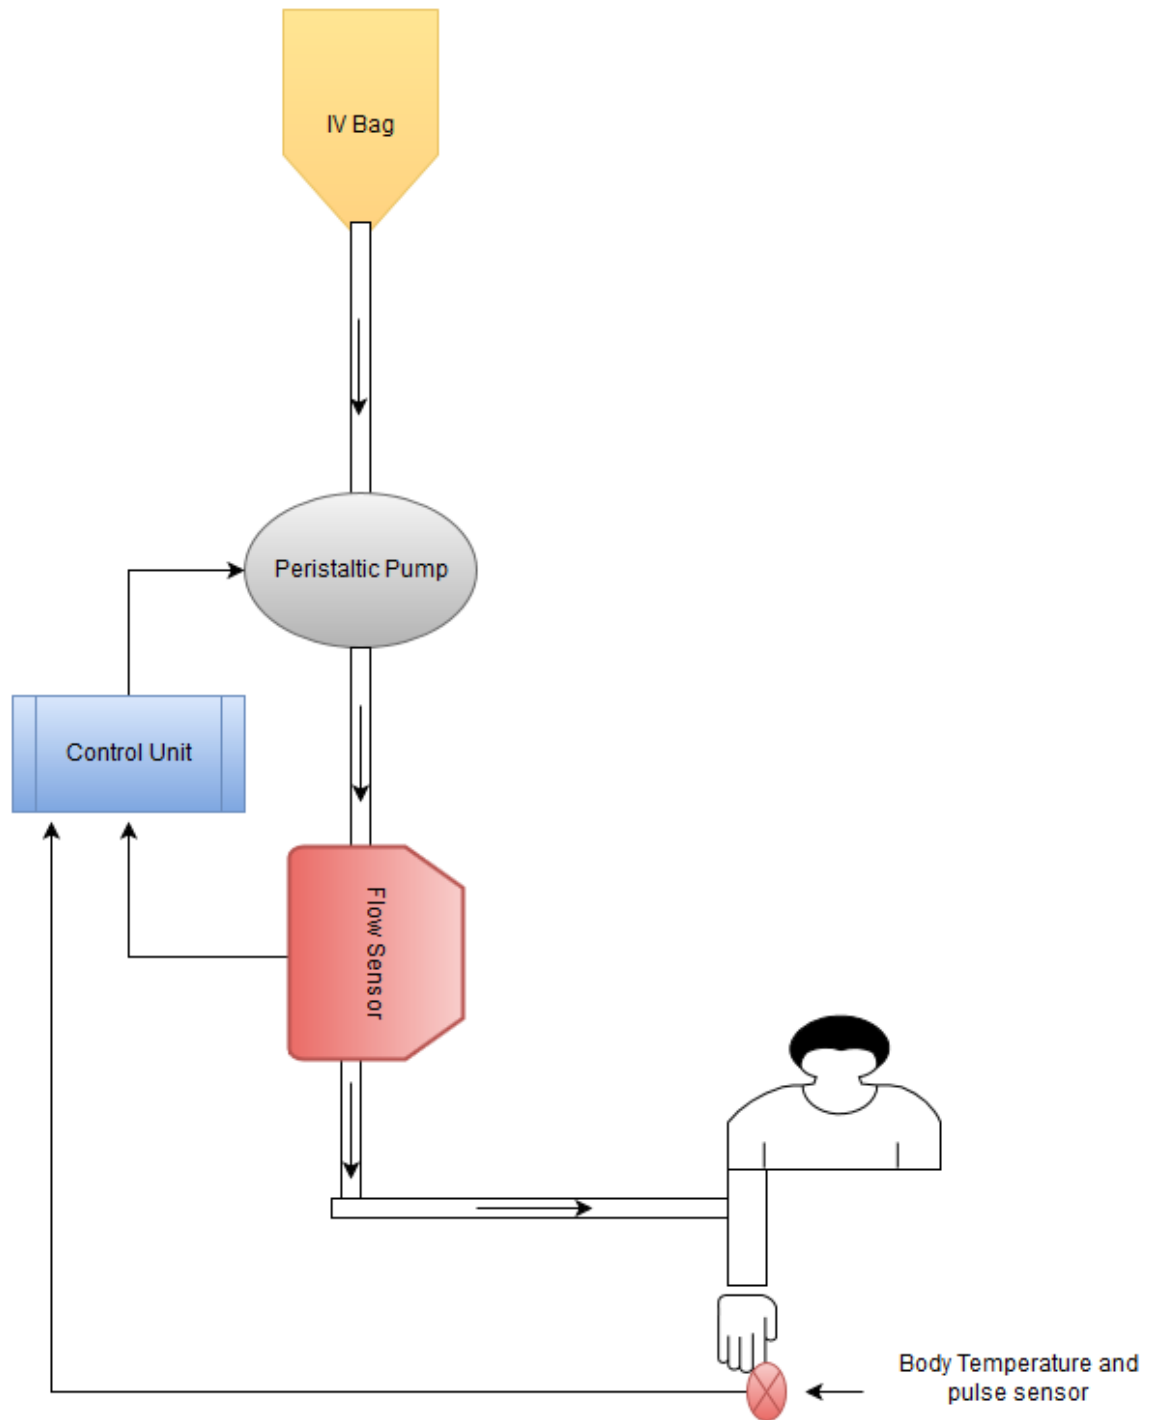 IV Bag
Peristaltic Pump
Control Unit
Flow Sensor
Body Temperature and
pulse sensor